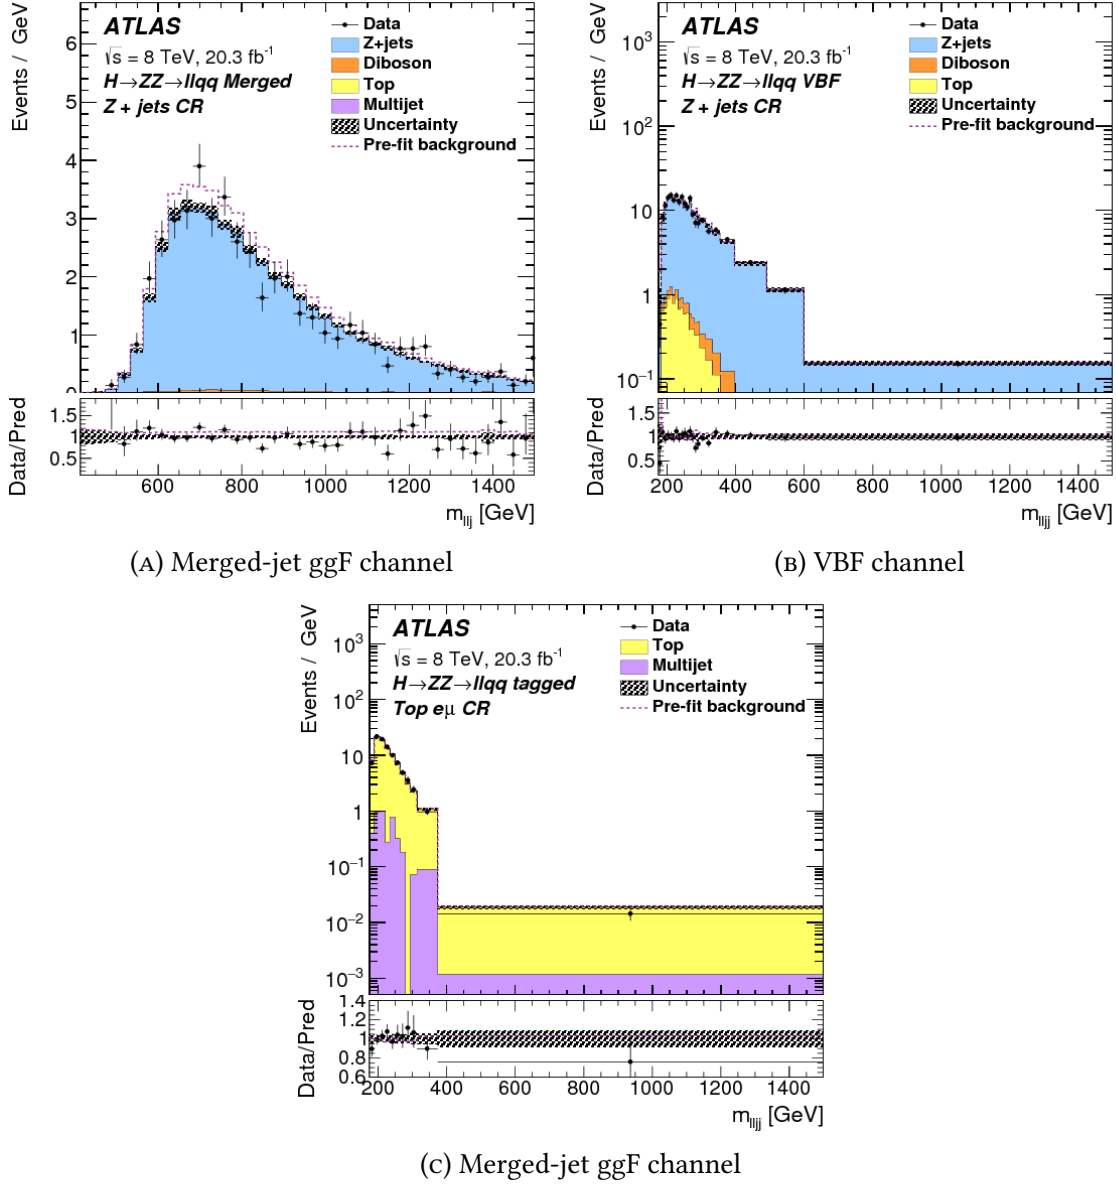 Events / GeV
ATLAS
√s = 8 TeV, 20.3 fb⁻¹
H→ZZ→llqq Merged
Z + jets CR
Data
Z+jets
Diboson
Top
Multijet
Uncertainty
Pre-fit background
6
5
4
3
2
1
0
Data/Pred
1.5
1
0.5
600 800 1000 1200 1400
m_llj [GeV]
(A) Merged-jet ggF channel
Events / GeV
ATLAS
√s = 8 TeV, 20.3 fb⁻¹
H→ZZ→llqq VBF
Z + jets CR
Data
Z+jets
Diboson
Top
Uncertainty
Pre-fit background
10³
10²
10
1
10⁻¹
Data/Pred
1.5
1
0.5
200 400 600 800 1000 1200 1400
m_lljj [GeV]
(B) VBF channel
Events / GeV
ATLAS
√s = 8 TeV, 20.3 fb⁻¹
H→ZZ→llqq tagged
Top eμ CR
Data
Top
Multijet
Uncertainty
Pre-fit background
10³
10²
10
1
10⁻¹
10⁻²
10⁻³
Data/Pred
1.4
1.2
1
0.8
0.6
200 400 600 800 1000 1200 1400
m_lljj [GeV]
(C) Merged-jet ggF channel